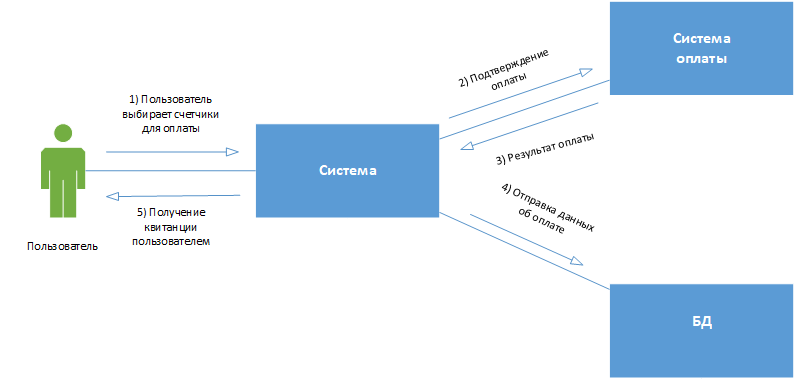 1) Пользователь
выбирает счетчики
для оплаты
Пользователь
5) Получение
квитанции
пользователем
Система
2) Подтверждение
оплаты
3) Результат оплаты
4) Отправка данных
об оплате
Система
оплаты
БД